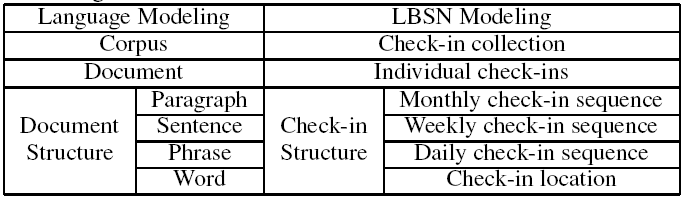 Language Modeling LBSN Modeling
Corpus Check-in collection
Document Individual check-ins
Document Structure Paragraph Check-in Structure Monthly check-in sequence
Sentence Weekly check-in sequence
Phrase Daily check-in sequence
Word Check-in location